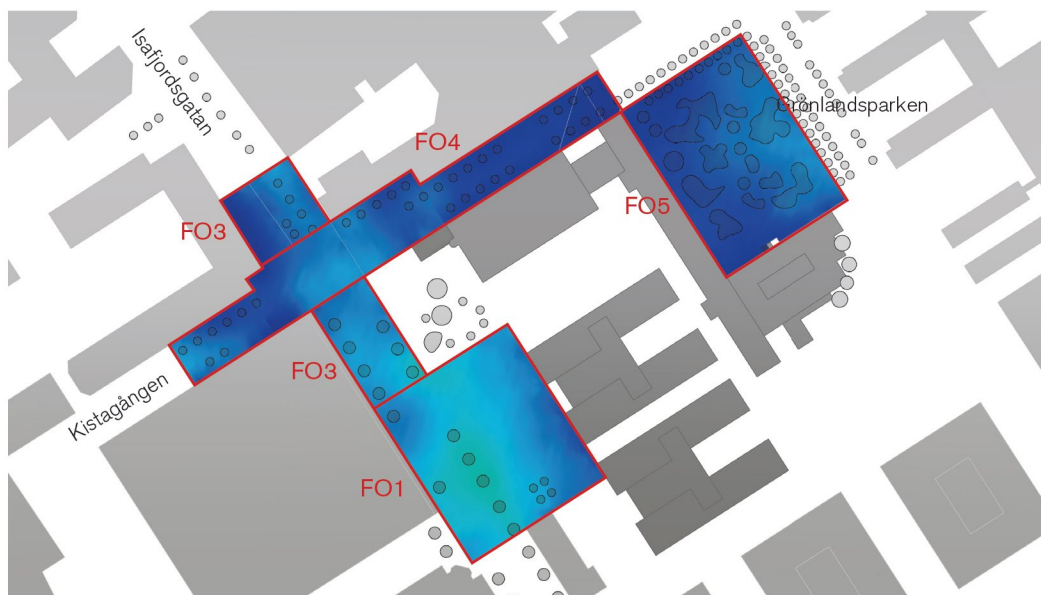 Isafjordsgatan
Grönlandsparken
FO4
FO5
FO3
FO3
Kistagången
FO1